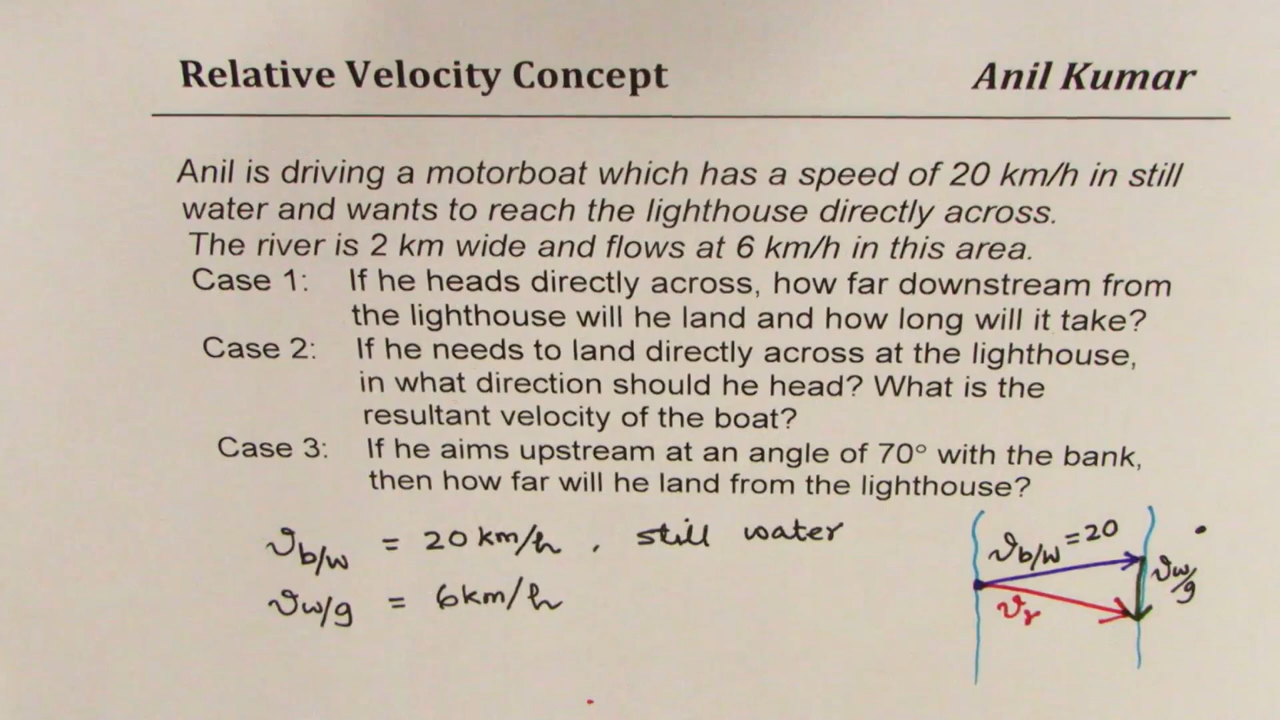 Relative Velocity Concept Anil Kumar
Anil is driving a motorboat which has a speed of 20 km/h in still
water and wants to reach the lighthouse directly across.
The river is 2 km wide and flows at 6 km/h in this area.
Case 1: If he heads directly across, how far downstream from
the lighthouse will he land and how long will it take?
Case 2: If he needs to land directly across at the lighthouse,
in what direction should he head? What is the
resultant velocity of the boat?
Case 3: If he aims upstream at an angle of 70° with the bank,
then how far will he land from the lighthouse?
v b/w = 20 km/h , still water
v w/g = 6 km/h
v b/w = 20
v w/g
v r